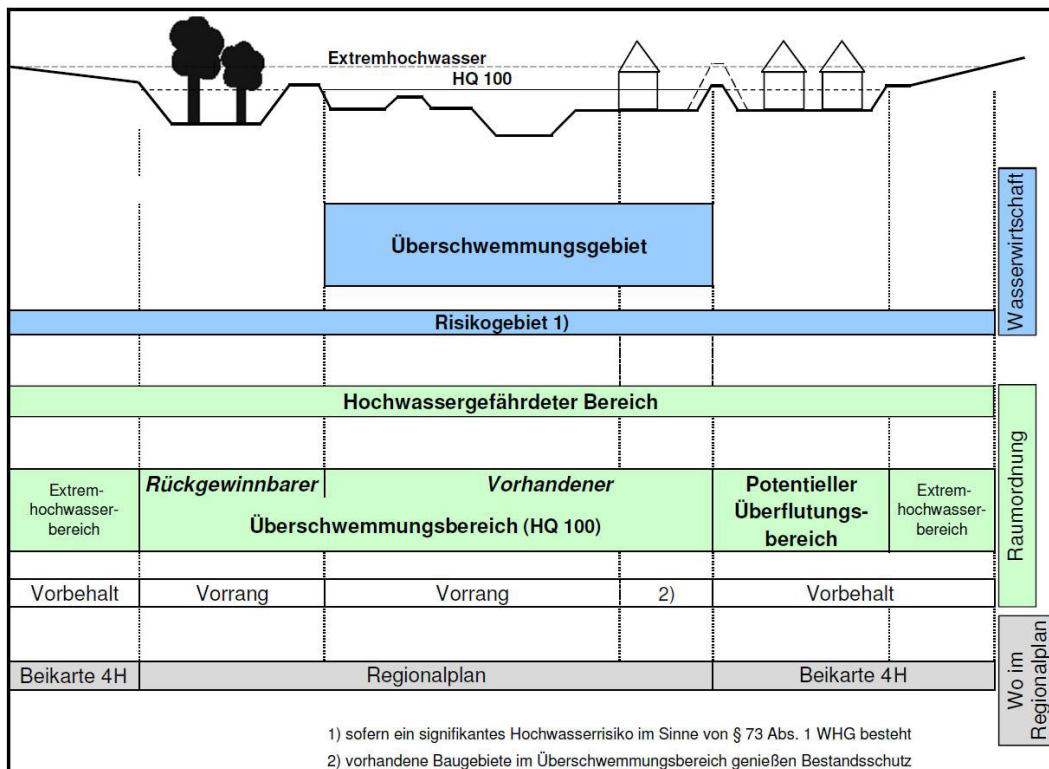 Extremhochwasser
HQ 100
Wasserwirtschaft
Überschwemmungsgebiet
Risikogebiet 1)
Raumordnung
Hochwassergefährdeter Bereich
Extrem-
hochwasser-
bereich
Rückgewinnbarer
Vorhandener
Überschwemmungsbereich (HQ 100)
Potentieller
Überflutungs-
bereich
Extrem-
hochwasser-
bereich
Vorbehalt
Vorrang
Vorrang
2)
Vorbehalt
Wo im
Regionalplan
Beikarte 4H
Regionalplan
Beikarte 4H
1) sofern ein signifikantes Hochwasserrisiko im Sinne von § 73 Abs. 1 WHG besteht
2) vorhandene Baugebiete im Überschwemmungsbereich genießen Bestandsschutz